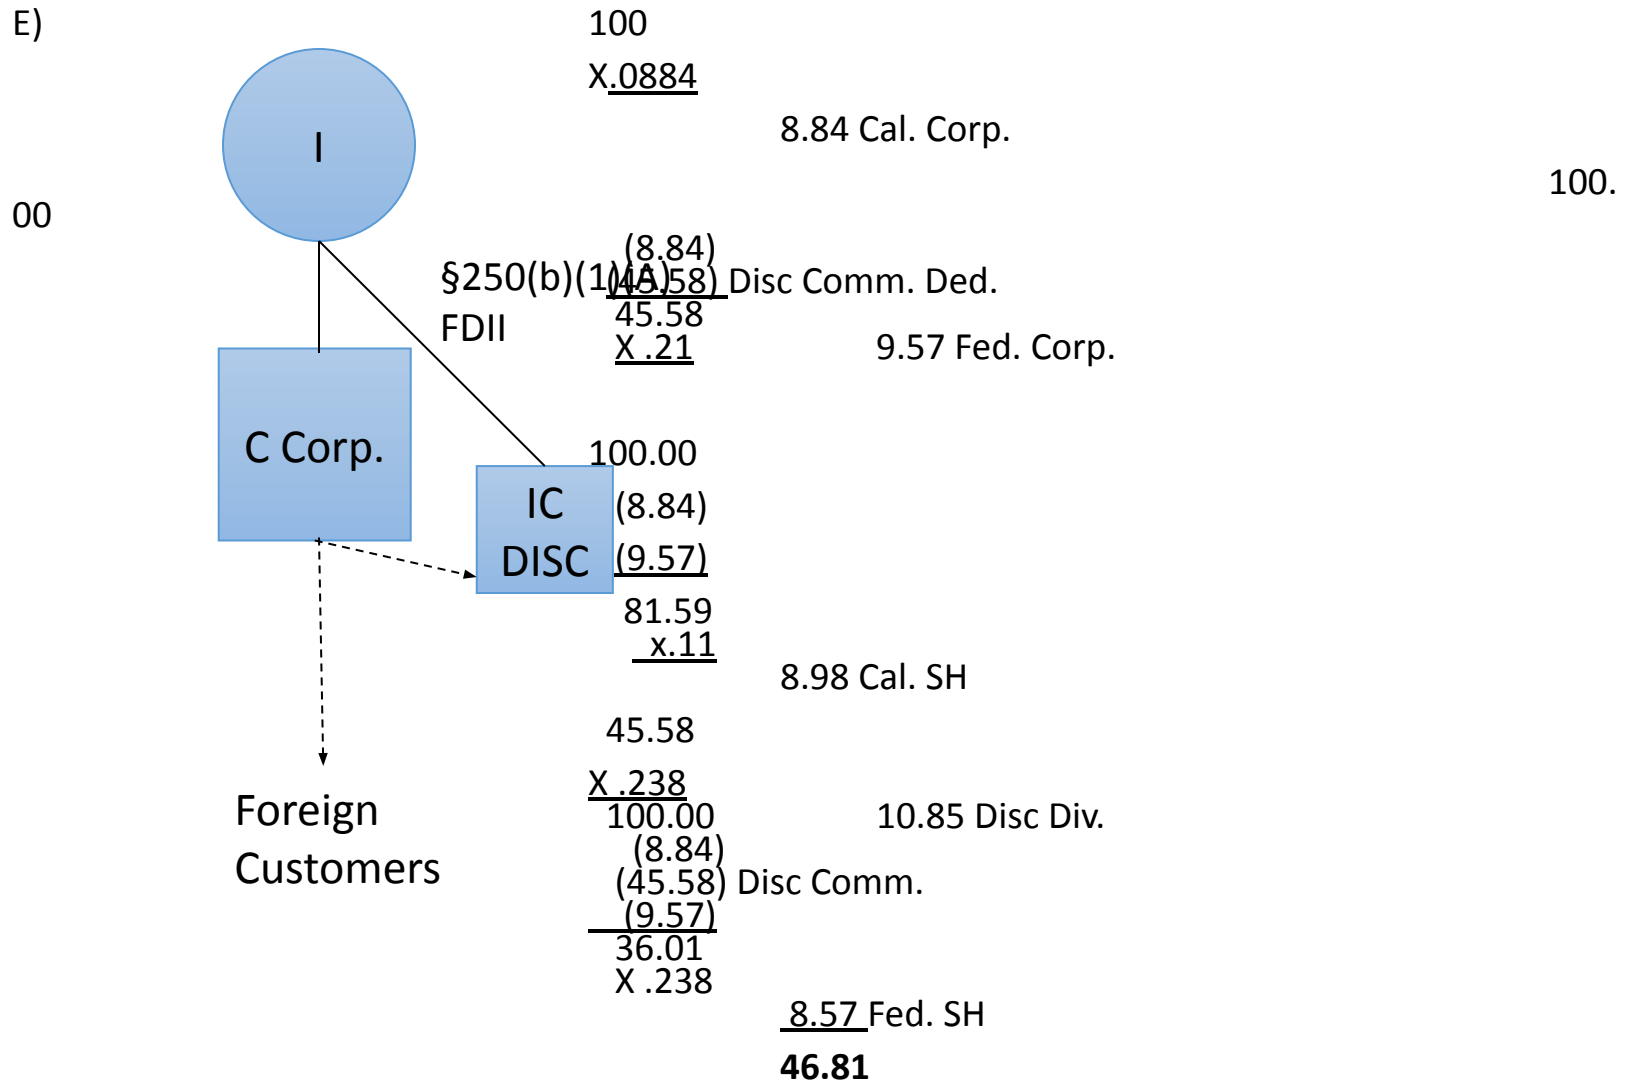 E)
100
X.0884
I
8.84 Cal. Corp.
100.
00
(8.84)
§250(b)(1)(A)
(45.58) Disc Comm. Ded.
45.58
FDII
X .21
9.57 Fed. Corp.
C Corp.
100.00
IC
DISC
(8.84)
(9.57)
81.59
x.11
8.98 Cal. SH
45.58
X .238
Foreign
Customers
100.00
10.85 Disc Div.
(8.84)
(45.58) Disc Comm.
(9.57)
36.01
X .238
8.57 Fed. SH
46.81